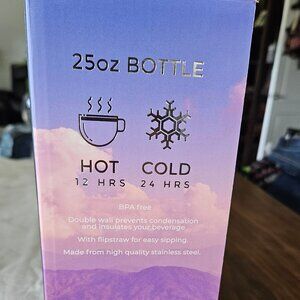 25oz BOTTLE
HOT COLD
12 HRS 24 HRS
BPA free
Double wall prevents condensation
and insulates your beverage.
With flipstraw for easy sipping.
Made from high quality stainless steel.